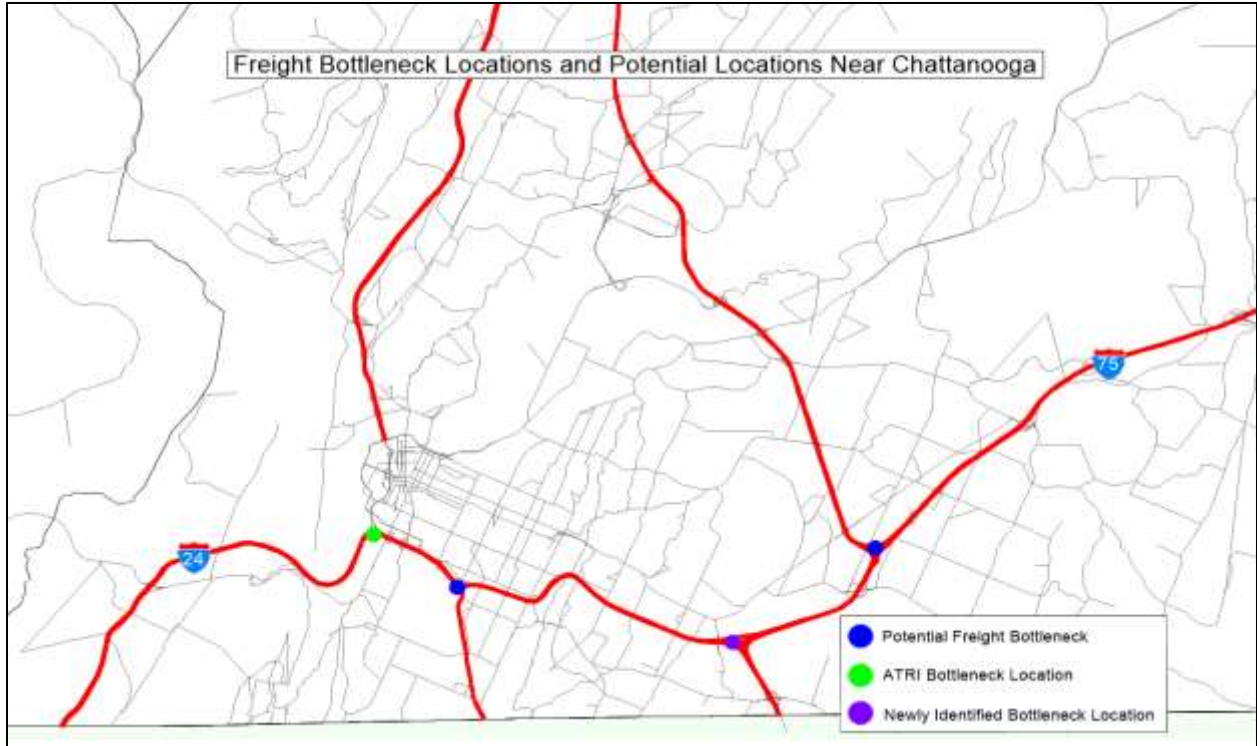 Freight Bottleneck Locations and Potential Locations Near Chattanooga
75
24
Potential Freight Bottleneck
ATRI Bottleneck Location
Newly Identified Bottleneck Location